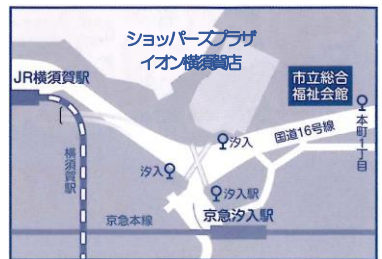 ショッパーズプラザ
イオン横須賀店
JR横須賀駅
市立総合
福祉会館
汐入
国道16号線
本町1丁目
横須賀駅
汐入
汐入駅
京急汐入駅
京急本線